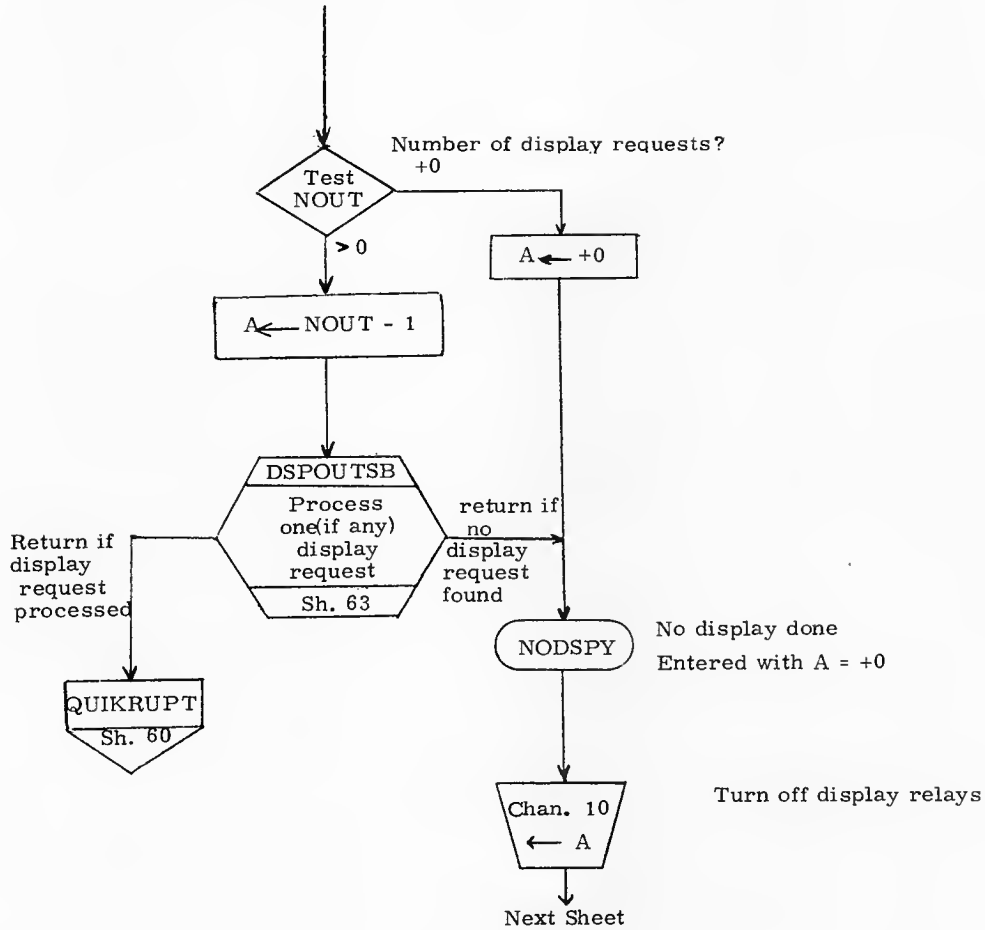 Number of display requests?
+0
Test
NOUT
> 0
A ← +0
A ← NOUT - 1
DSPOUTSB
Process
one(if any)
display
request
Sh. 63
return if
no
display
request
found
Return if
display
request
processed
NODSPY
No display done
Entered with A = +0
QUIKRUPT
Sh. 60
Chan. 10
← A
Turn off display relays
Next Sheet